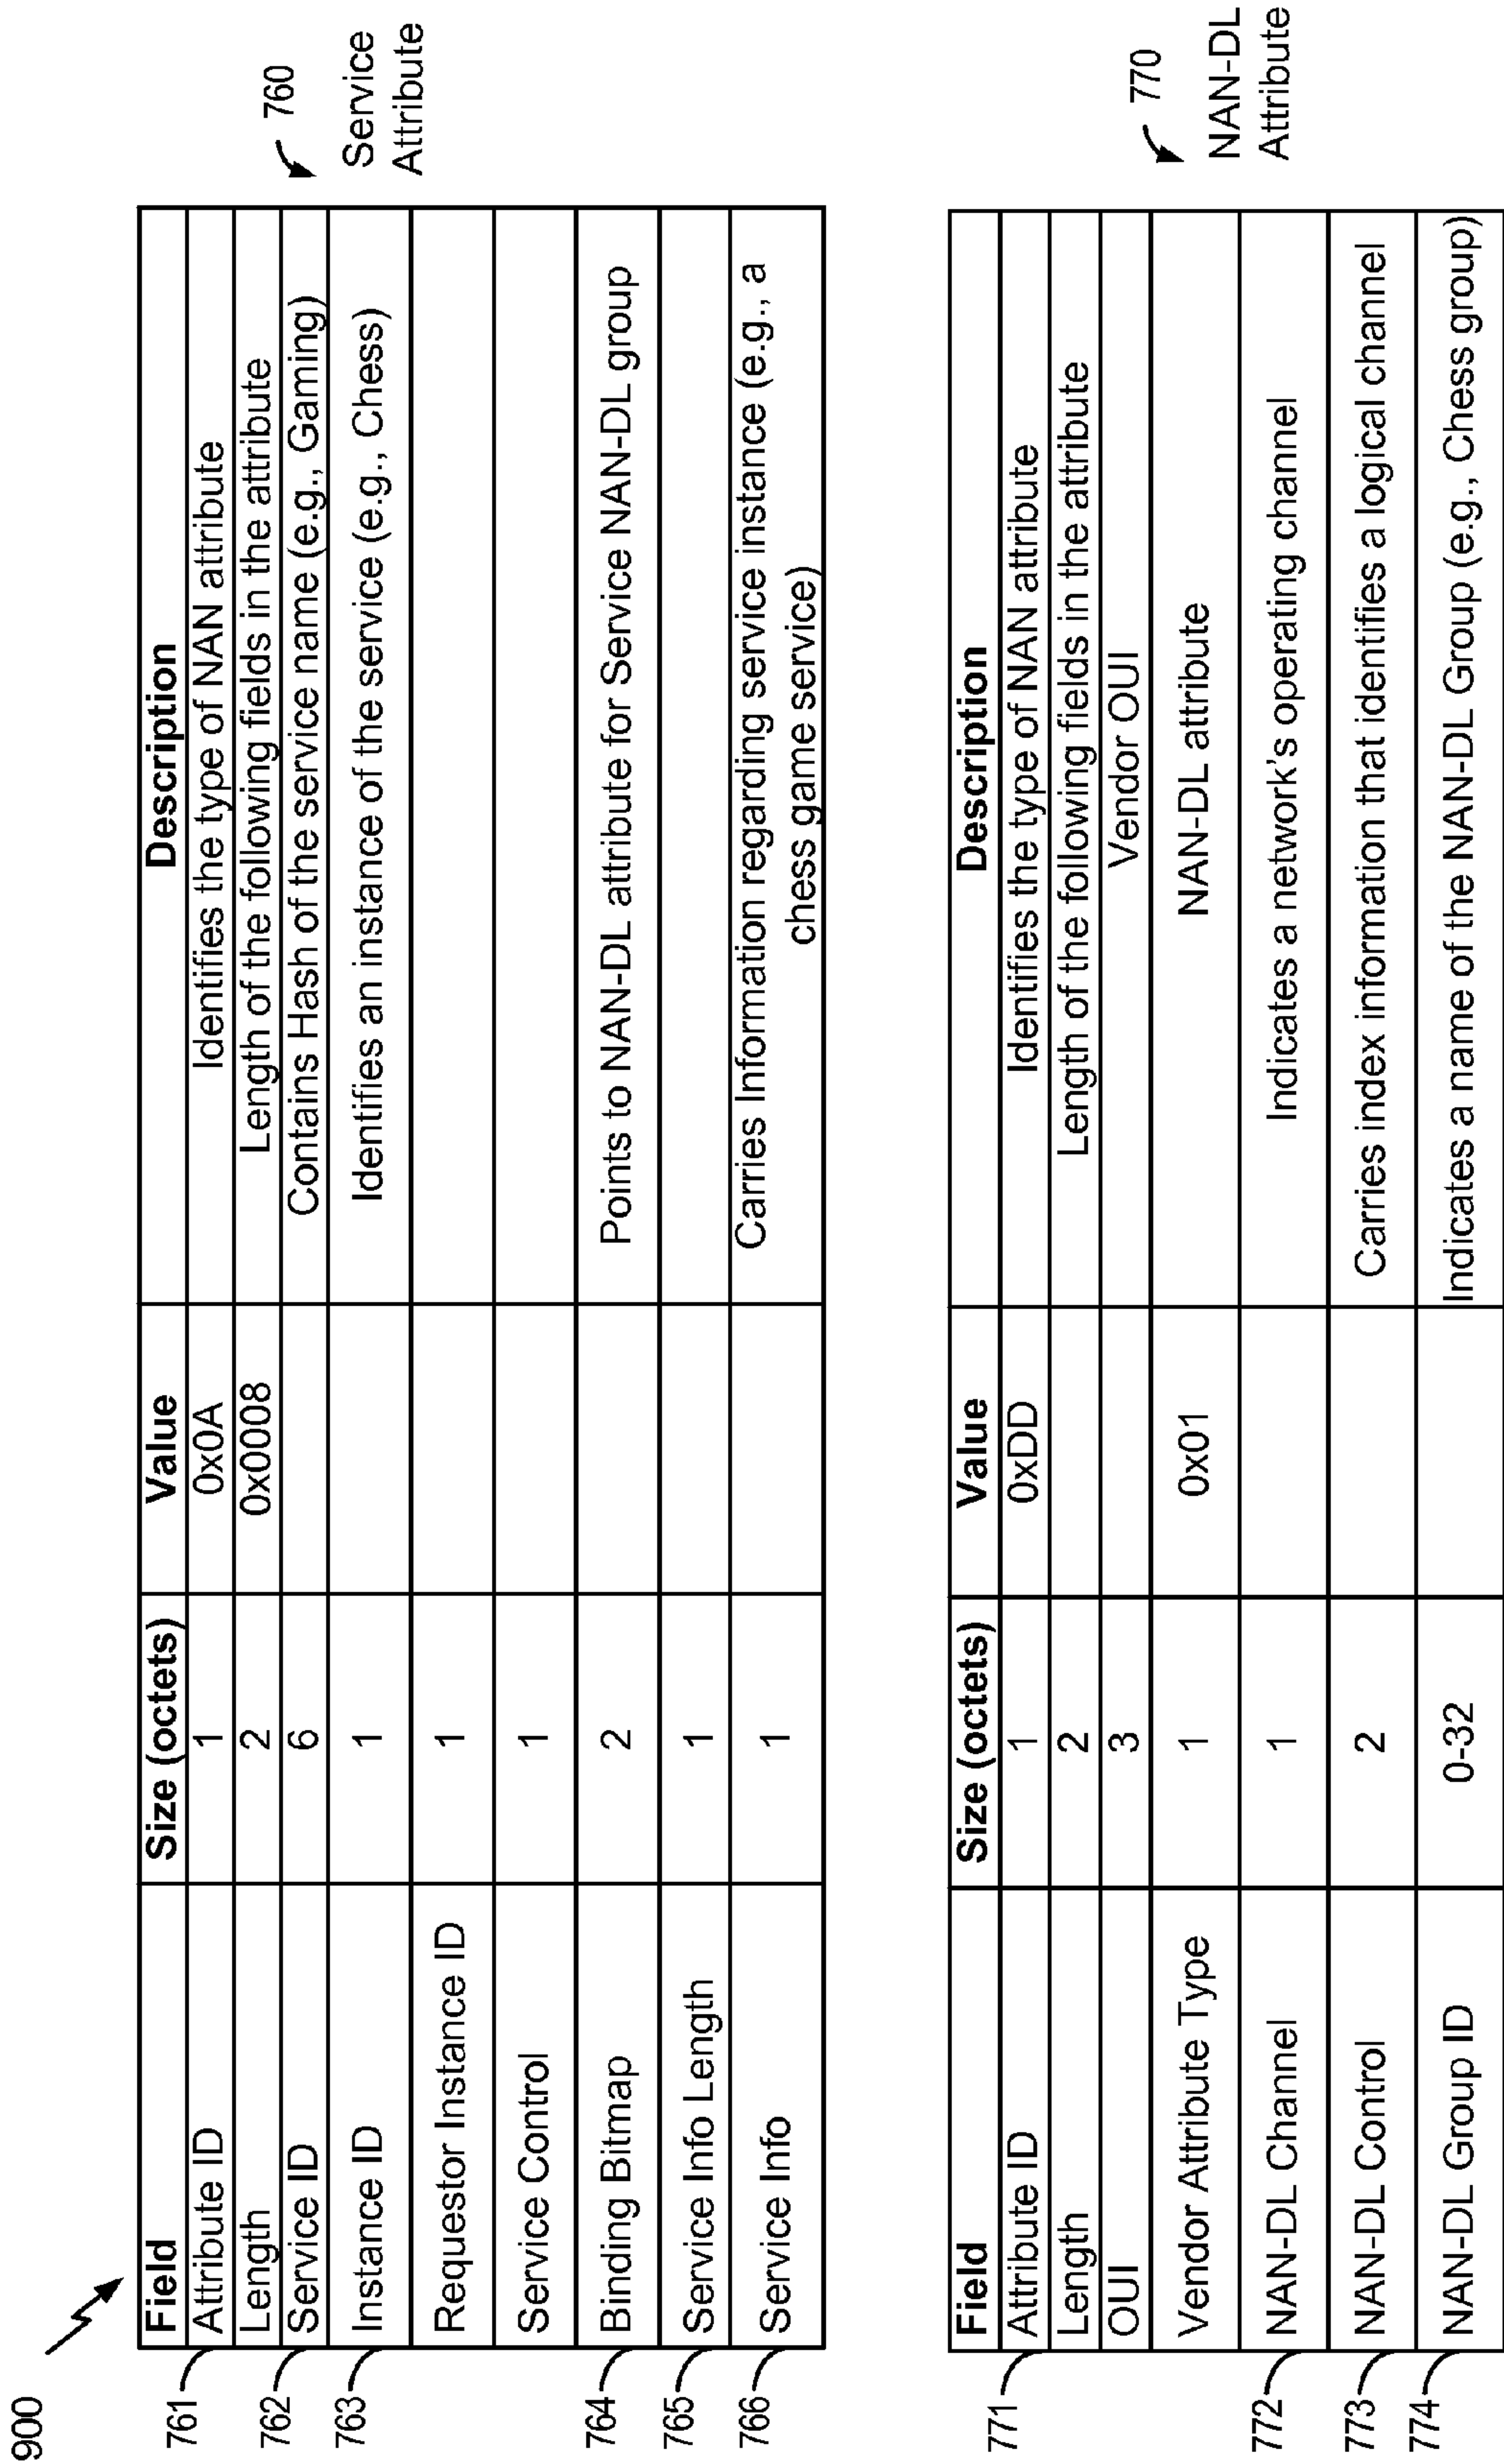 900
760
Service
Attribute
Field Size (octets) Value Description
761 Attribute ID 1 0x0A Identifies the type of NAN attribute
Length 2 0x0008 Length of the following fields in the attribute
762 Service ID 6 Contains Hash of the service name (e.g., Gaming)
763 Instance ID 1 Identifies an instance of the service (e.g., Chess)
Requestor Instance ID 1
Service Control 1
764 Binding Bitmap 2 Points to NAN-DL attribute for Service NAN-DL group
765 Service Info Length 1
766 Service Info 1 Carries Information regarding service instance (e.g., a
chess game service)
770
NAN-DL
Attribute
Field Size (octets) Value Description
771 Attribute ID 1 0xDD Identifies the type of NAN attribute
Length 2 Length of the following fields in the attribute
OUI 3 Vendor OUI
Vendor Attribute Type 1 0x01 NAN-DL attribute
772 NAN-DL Channel 1 Indicates a network's operating channel
773 NAN-DL Control 2 Carries index information that identifies a logical channel
774 NAN-DL Group ID 0-32 Indicates a name of the NAN-DL Group (e.g., Chess group)